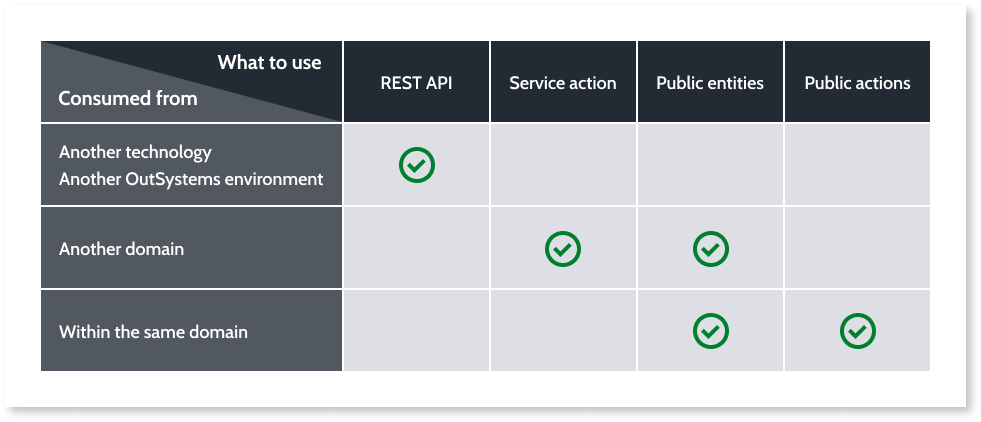 What to use
Consumed from
REST API
Service action
Public entities
Public actions
Another technology
Another OutSystems environment
Another domain
Within the same domain